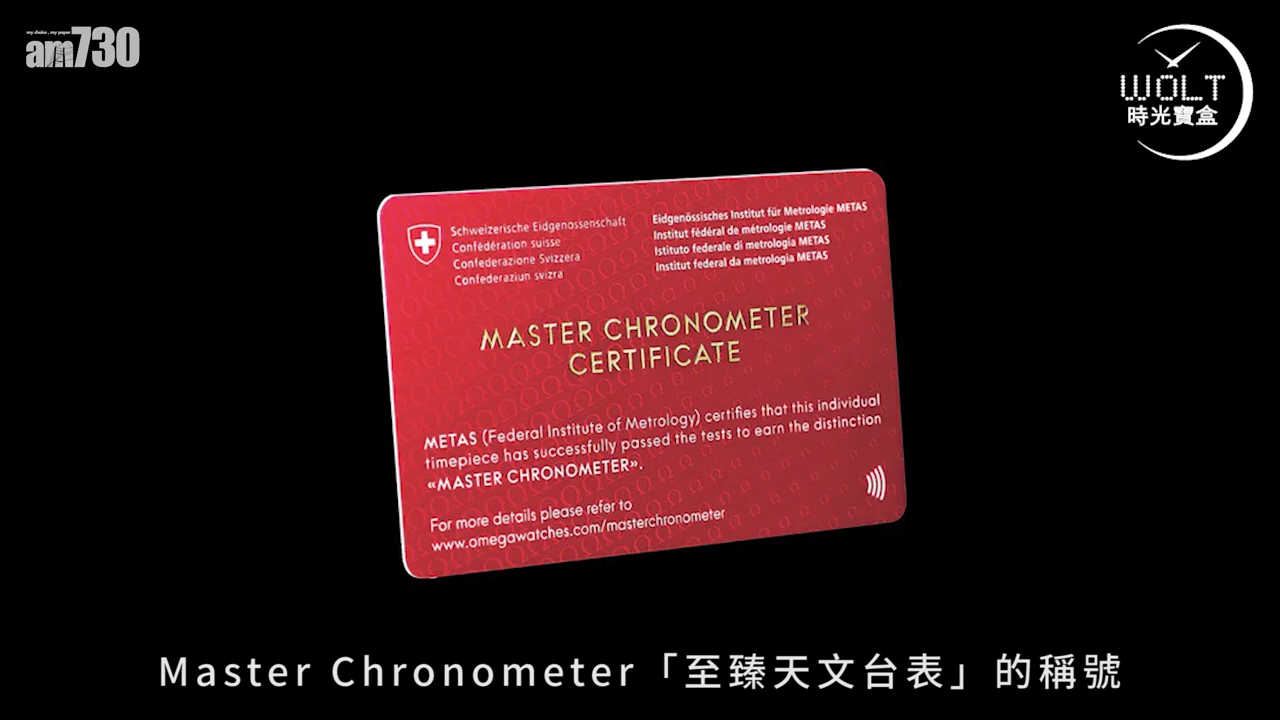 my choice . my paper
am730
WOLT
時光寶盒
Schweizerische Eidgenossenschaft
Confédération suisse
Confederazione Svizzera
Confederaziun svizra
Eidgenössisches Institut für Metrologie METAS
Institut fédéral de métrologie METAS
Istituto federale di metrologia METAS
Institut federal da metrologia METAS
MASTER CHRONOMETER
CERTIFICATE
METAS (Federal Institute of Metrology) certifies that this individual
timepiece has successfully passed the tests to earn the distinction
«MASTER CHRONOMETER».
For more details please refer to
www.omegawatches.com/masterchronometer
Master Chronometer「至臻天文台表」的稱號